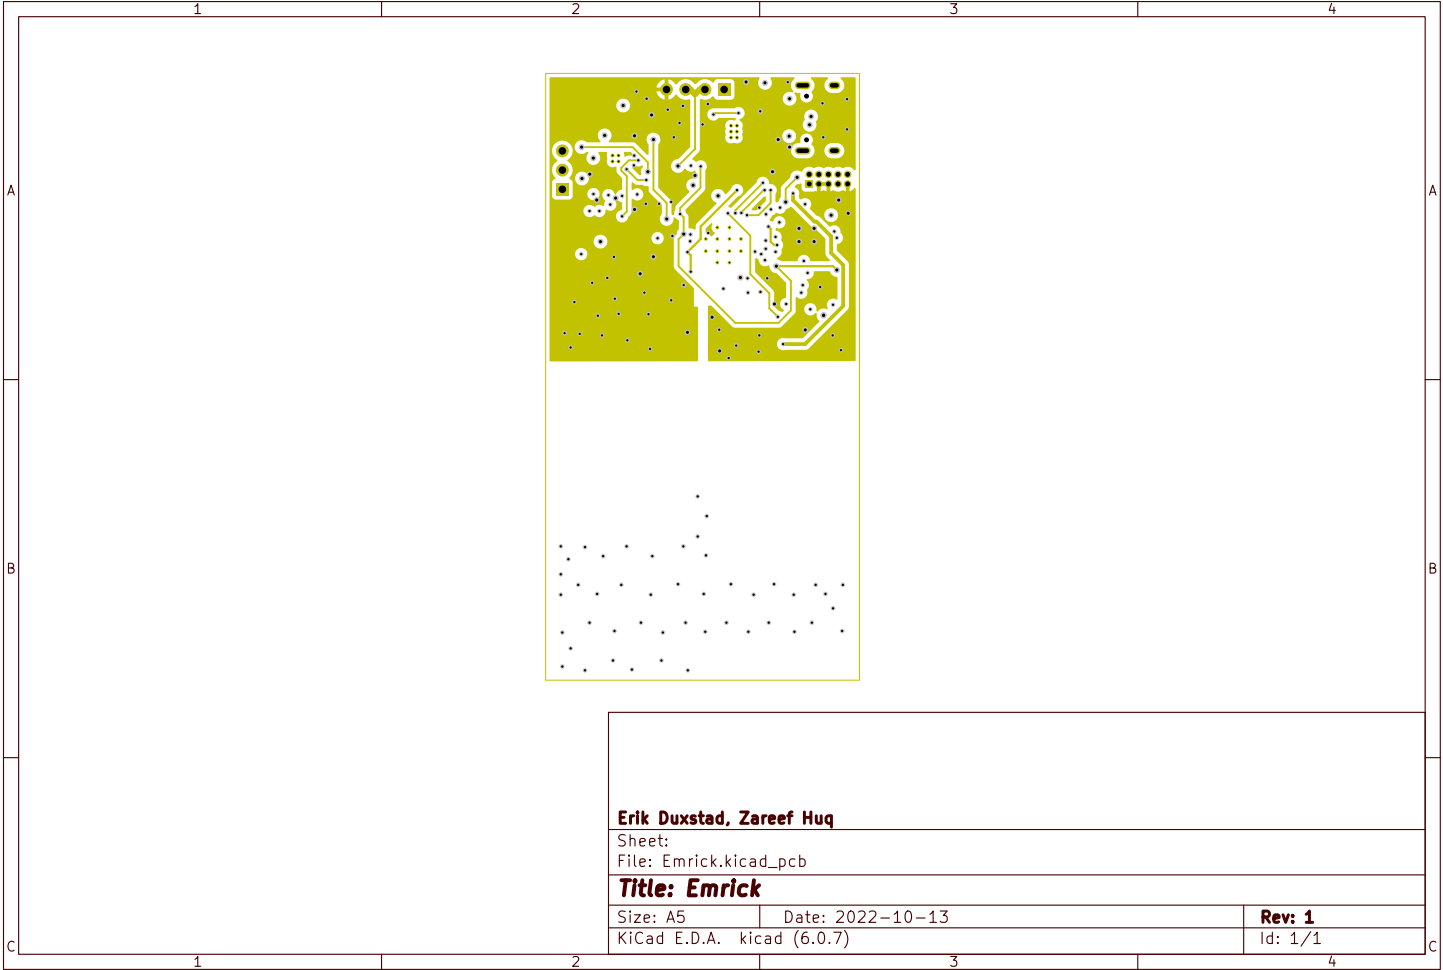 1 2 3 4
A A
B B
C C
Erik Duxstad, Zareef Huq
Sheet:
File: Emrick.kicad_pcb
Title: Emrick
Size: A5 Date: 2022-10-13 Rev: 1
KiCad E.D.A. kicad (6.0.7) Id: 1/1
1 2 3 4